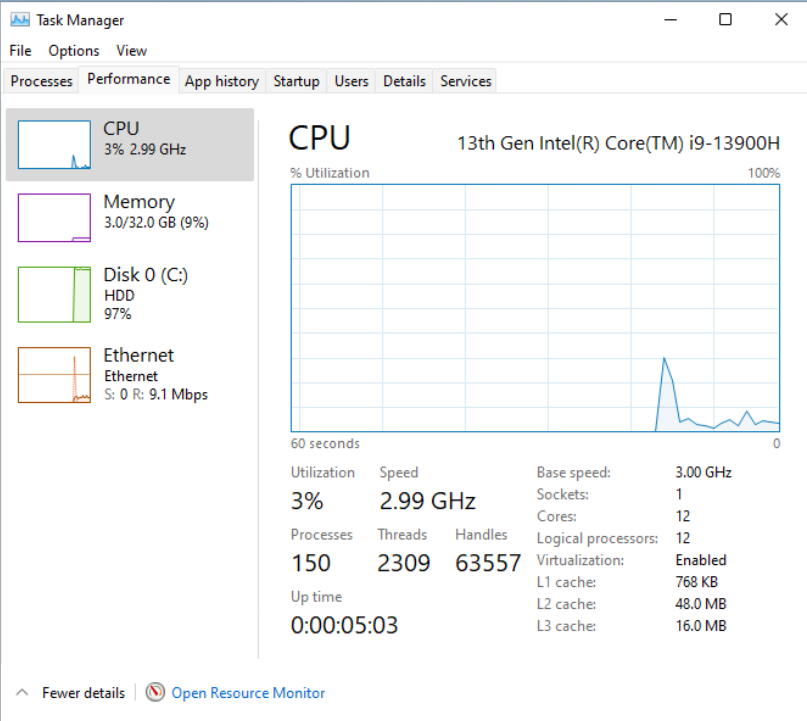 Task Manager
File Options View
Processes Performance App history Startup Users Details Services
CPU
3% 2.99 GHz
Memory
3.0/32.0 GB (9%)
Disk 0 (C:)
HDD
97%
Ethernet
Ethernet
S: 0 R: 9.1 Mbps
CPU 13th Gen Intel(R) Core(TM) i9-13900H
% Utilization 100%
60 seconds 0
Utilization Speed
3% 2.99 GHz
Processes Threads Handles
150 2309 63557
Up time
0:00:05:03
Base speed: 3.00 GHz
Sockets: 1
Cores: 12
Logical processors: 12
Virtualization: Enabled
L1 cache: 768 KB
L2 cache: 48.0 MB
L3 cache: 16.0 MB
Fewer details Open Resource Monitor